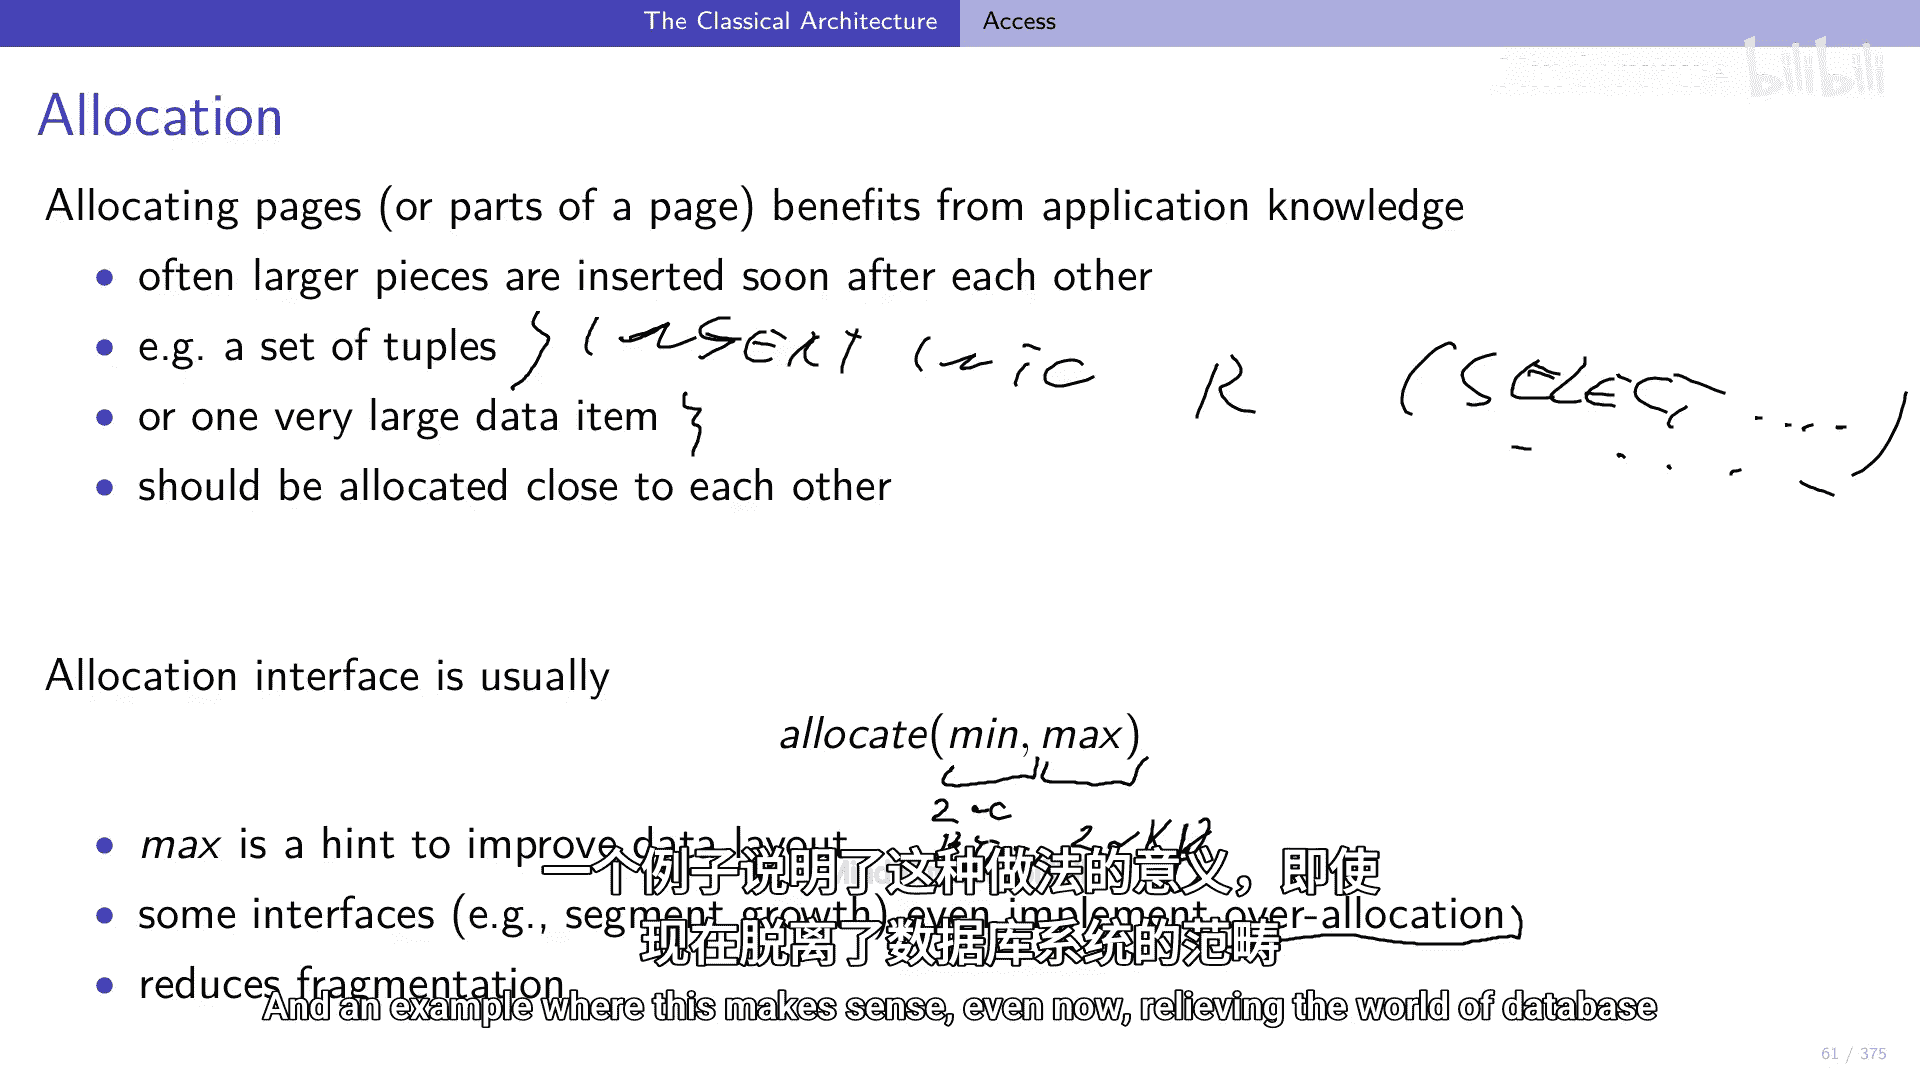 The Classical Architecture Access
bilibili
Allocation
Allocating pages (or parts of a page) benefits from application knowledge
• often larger pieces are inserted soon after each other
• e.g. a set of tuples } INSERT INTO R (SELECT ....)
• or one very large data item }
• should be allocated close to each other
Allocation interface is usually
allocate(min, max)
• max is a hint to improve data layout
• some interfaces (e.g., segment growth) even implement over-allocation
• reduces fragmentation
一个例子说明了这种做法的意义，即使
现在脱离了数据库系统的范畴
And an example where this makes sense, even now, relieving the world of database
61 / 375